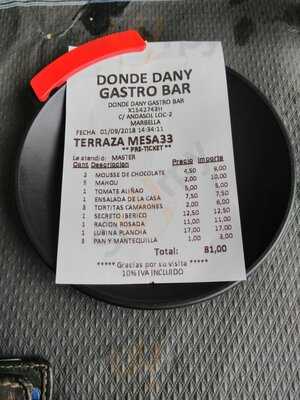 DONDE DANY
GASTRO BAR
DONDE DANY GASTRO BAR
X1542743H
C/ ANDASOL LOC-2
MARBELLA
FECHA: 01/09/2018 14:34:11
TERRAZA MESA33
** PRE-TICKET **
Le atendio: MASTER
Cant Descripcion Precio Importe
2 MOUSSE DE CHOCOLATE 4,50 9,00
5 MAHOU 2,00 10,00
1 TOMATE ALIÑAO 5,00 5,00
1 ENSALADA DE LA CASA 7,50 7,50
3 TORTITAS CAMARONES 2,00 6,00
1 SECRETO IBERICO 12,50 12,50
1 RACION ROSADA 11,00 11,00
1 LUBINA PLANCHA 17,00 17,00
3 PAN Y MANTEQUILLA 1,00 3,00
Total: 81,00
***** Gracias por su visita *****
10% IVA INCLUIDO